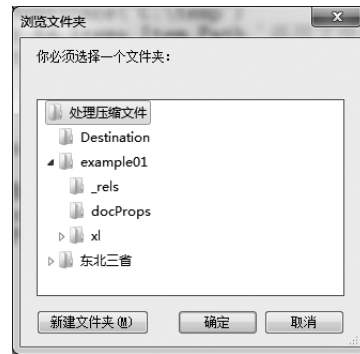 浏览文件夹
你必须选择一个文件夹：
处理压缩文件
Destination
example01
_rels
docProps
xl
东北三省
新建文件夹(M)
确定
取消